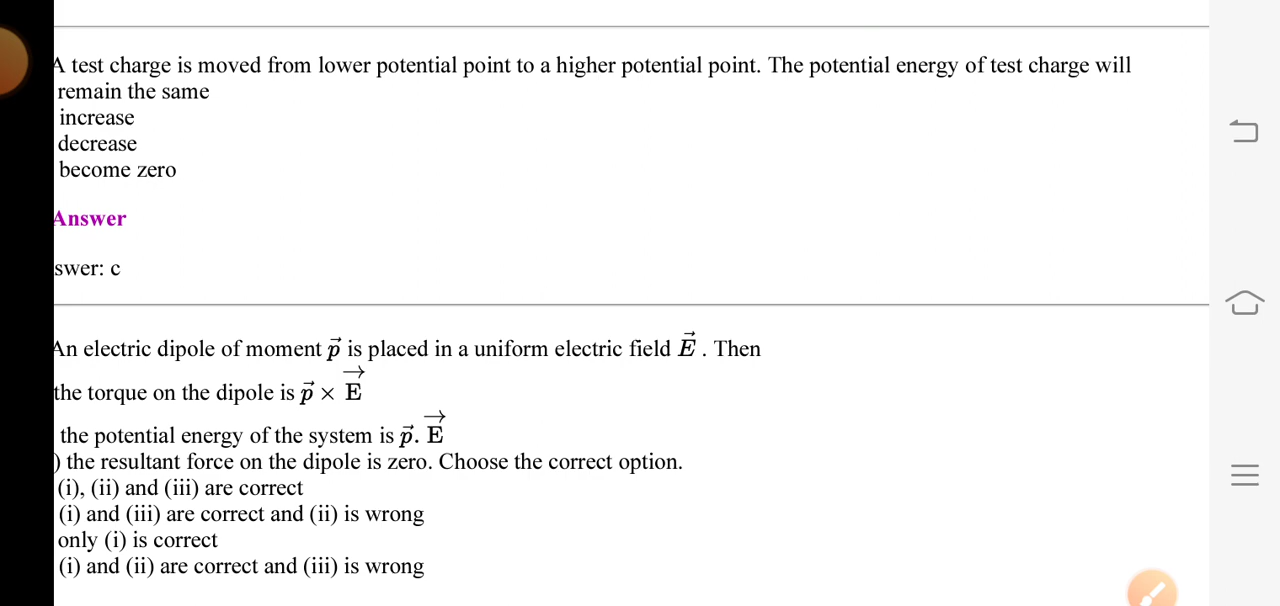 A test charge is moved from lower potential point to a higher potential point. The potential energy of test charge will
remain the same
increase
decrease
become zero
Answer
swer: c
An electric dipole of moment p⃗ is placed in a uniform electric field E⃗ . Then
the torque on the dipole is p⃗ × E⃗
the potential energy of the system is p⃗. E⃗
) the resultant force on the dipole is zero. Choose the correct option.
(i), (ii) and (iii) are correct
(i) and (iii) are correct and (ii) is wrong
only (i) is correct
(i) and (ii) are correct and (iii) is wrong